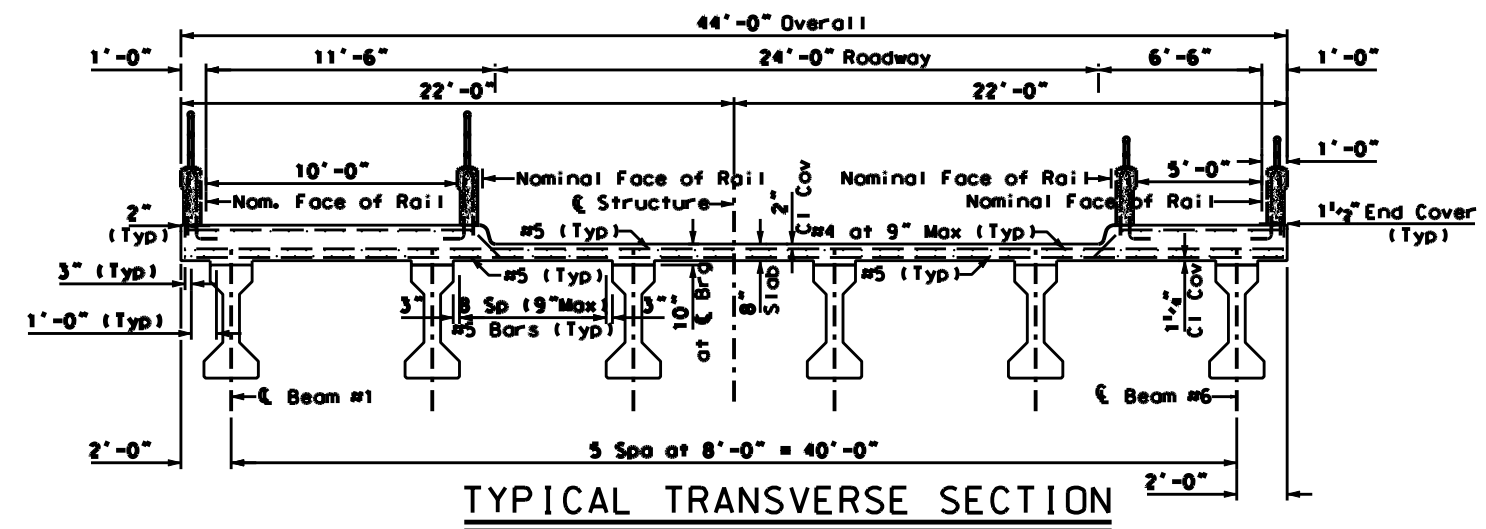 44'-0" Overall
1'-0" 11'-6" 24'-0" Roadway 6'-6" 1'-0"
22'-0" 22'-0"
1'-0"
10'-0" 5'-0"
Nominal Face of Rail Nominal Face of Rail
Nom. Face of Rail ℄ Structure Nominal Face of Rail
2" Cl Cov
2" (Typ)
1 1/2" End Cover (Typ)
#5 (Typ) #4 at 9" Max (Typ)
3" (Typ) #5 (Typ) #5 (Typ)
3" 8 Sp (9"Max) 3"
#5 Bars (Typ)
10" at ℄ Brg
8" Slab
1 1/4" Cl Cov
1'-0" (Typ)
℄ Beam #1 ℄ Beam #6
2'-0" 5 Spa at 8'-0" = 40'-0"
2'-0"
TYPICAL TRANSVERSE SECTION